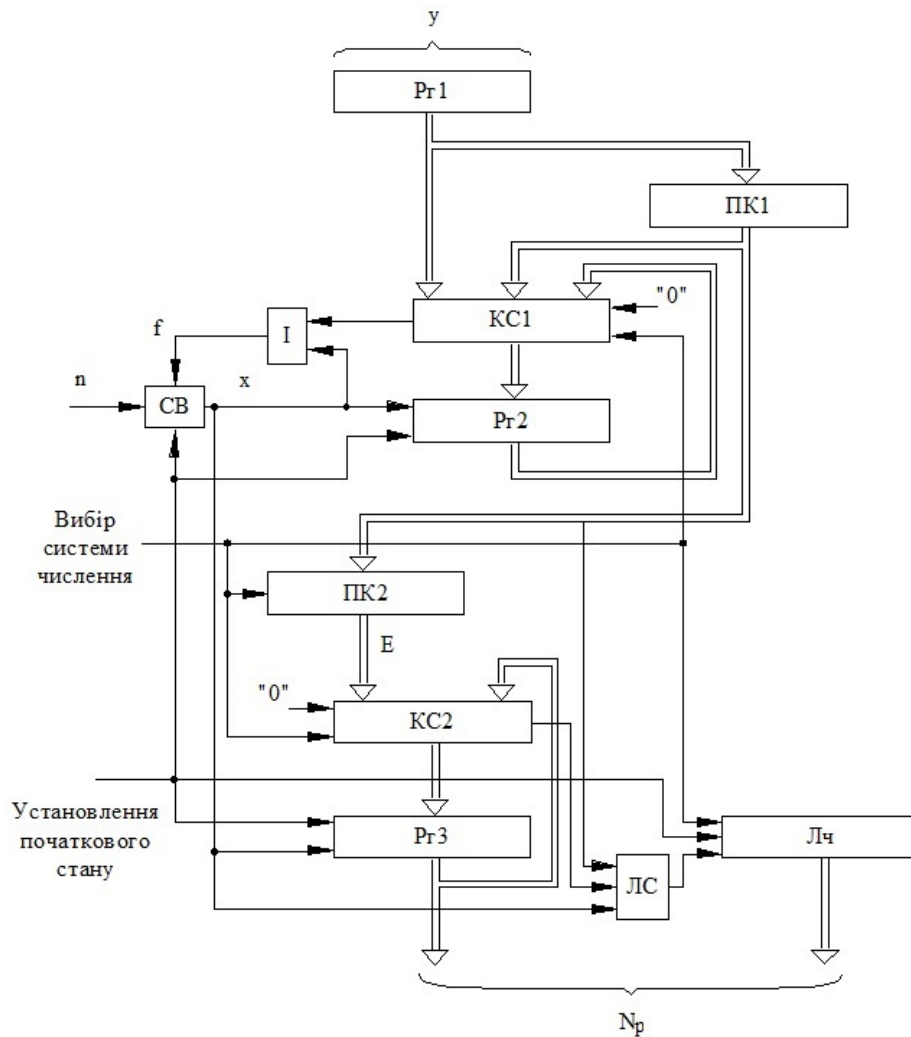 y
Рг1
ПК1
"0"
КС1
I
f
n
x
СВ
Рг2
Вибір
системи
числення
ПК2
E
"0"
КС2
Установлення
початкового
стану
Рг3
Лч
ЛС
Np